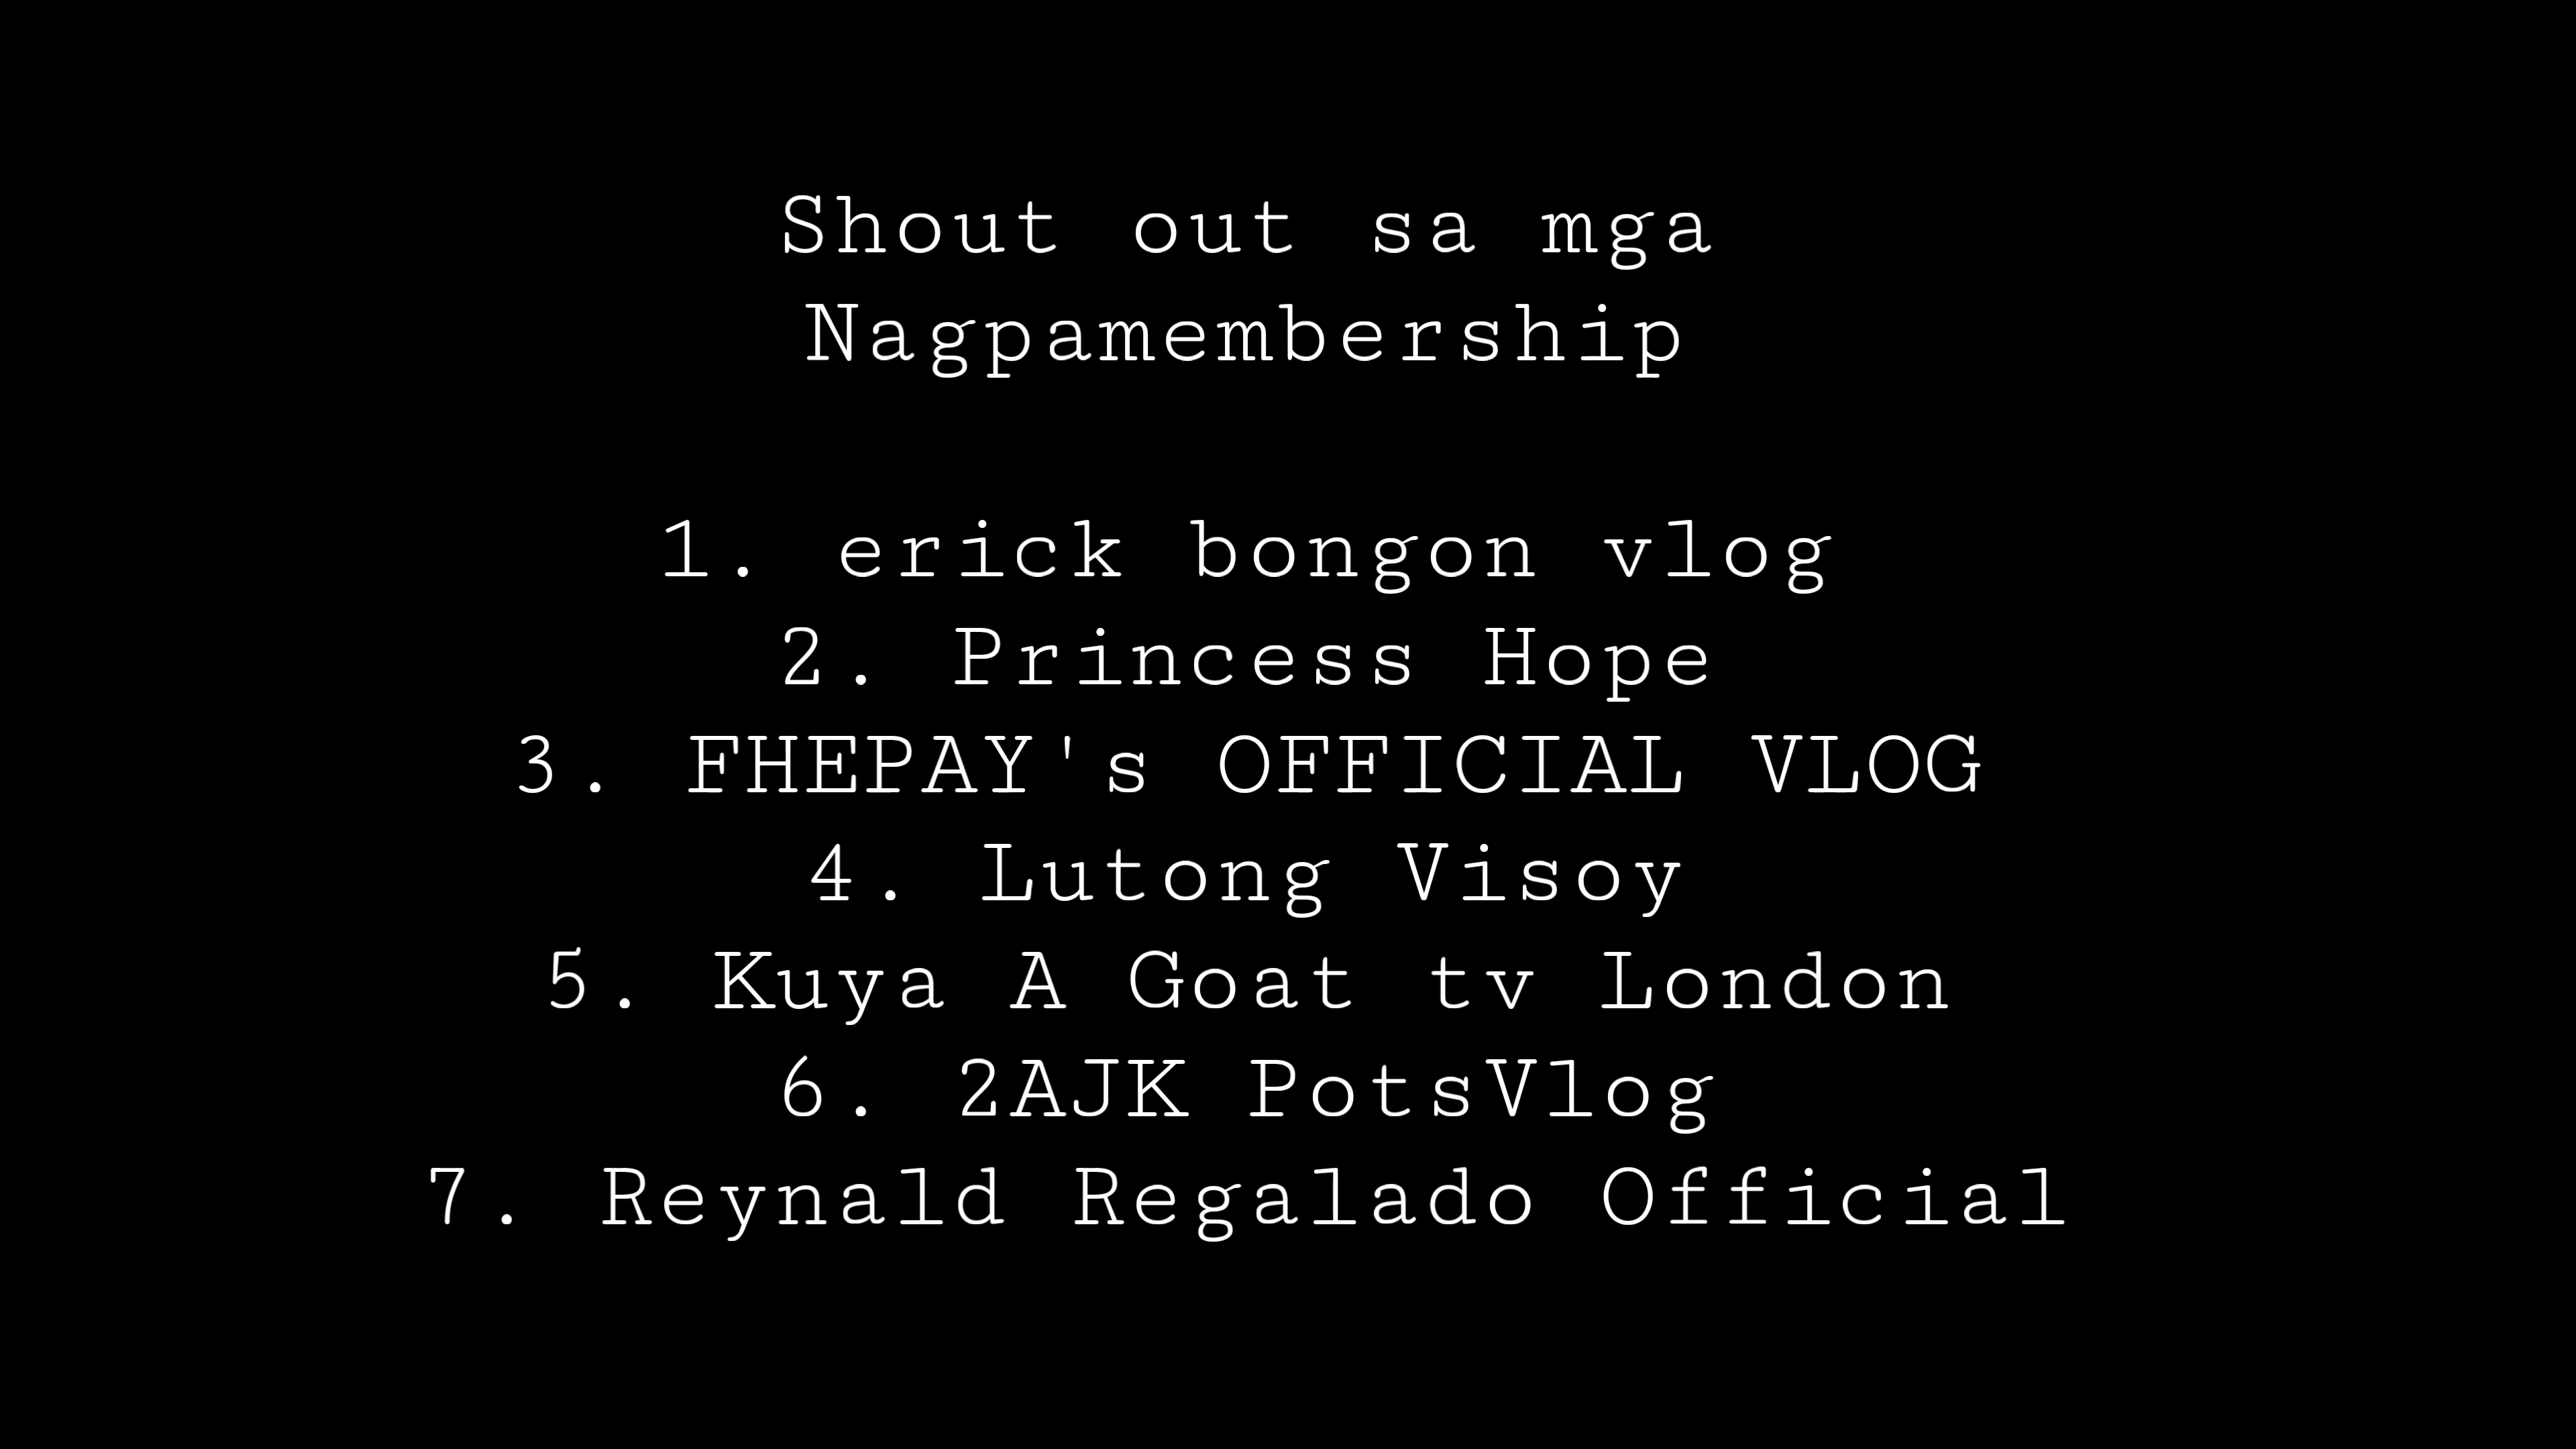 Shout out sa mga
Nagpamembership
1. erick bongon vlog
2. Princess Hope
3. FHEPAY's OFFICIAL VLOG
4. Lutong Visoy
5. Kuya A Goat tv London
6. 2AJK PotsVlog
7. Reynald Regalado Official